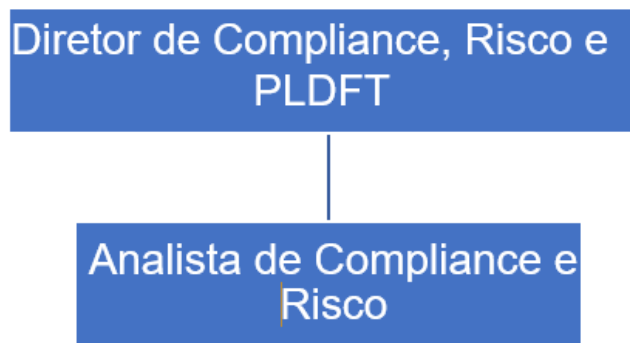 Diretor de Compliance, Risco e
PLDFT
Analista de Compliance e
Risco